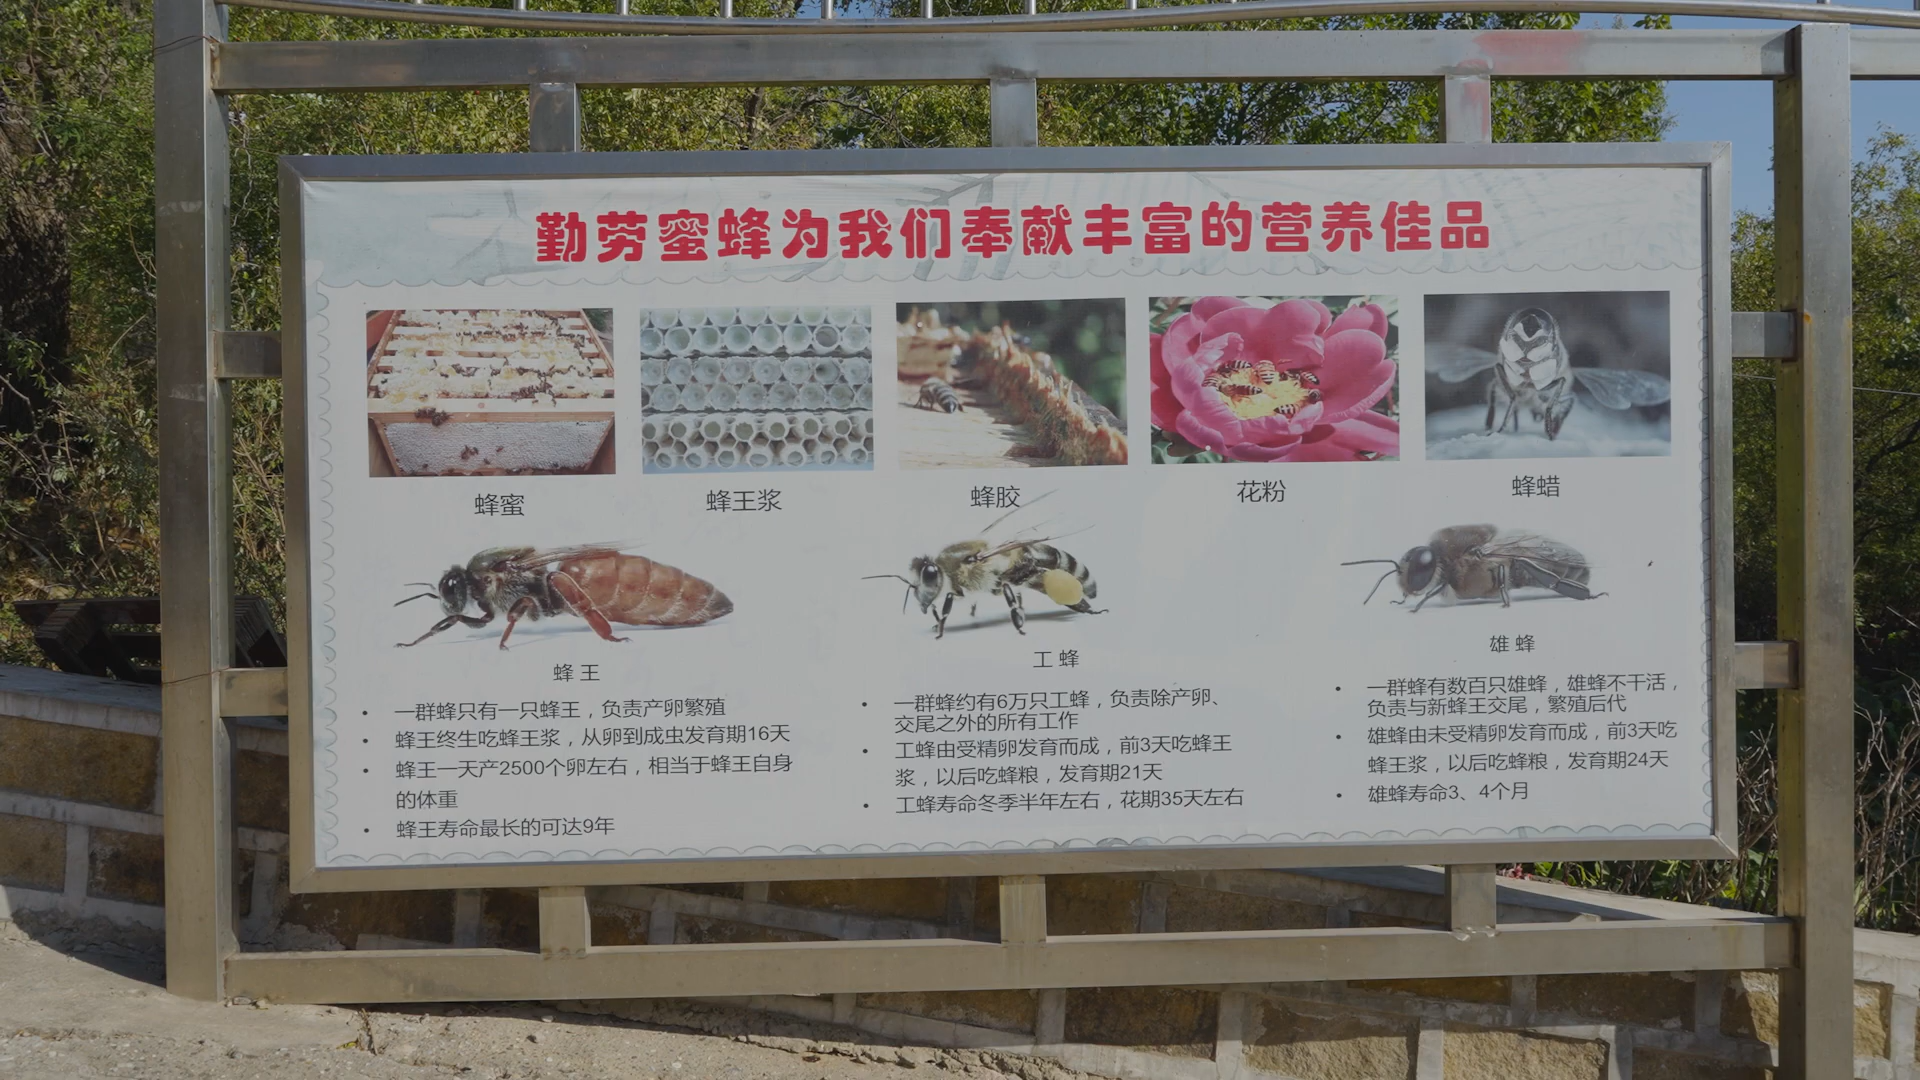 勤劳蜜蜂为我们奉献丰富的营养佳品
蜂蜜
蜂王浆
蜂胶
花粉
蜂蜡
蜂王
• 一群蜂只有一只蜂王，负责产卵繁殖
• 蜂王终生吃蜂王浆，从卵到成虫发育期16天
• 蜂王一天产2500个卵左右，相当于蜂王自身
的体重
• 蜂王寿命最长的可达9年
工蜂
• 一群蜂约有6万只工蜂，负责除产卵、
交尾之外的所有工作
• 工蜂由受精卵发育而成，前3天吃蜂王
浆，以后吃蜂粮，发育期21天
• 工蜂寿命冬季半年左右，花期35天左右
雄蜂
• 一群蜂有数百只雄蜂，雄蜂不干活，
负责与新蜂王交尾，繁殖后代
• 雄蜂由未受精卵发育而成，前3天吃
蜂王浆，以后吃蜂粮，发育期24天
• 雄蜂寿命3、4个月